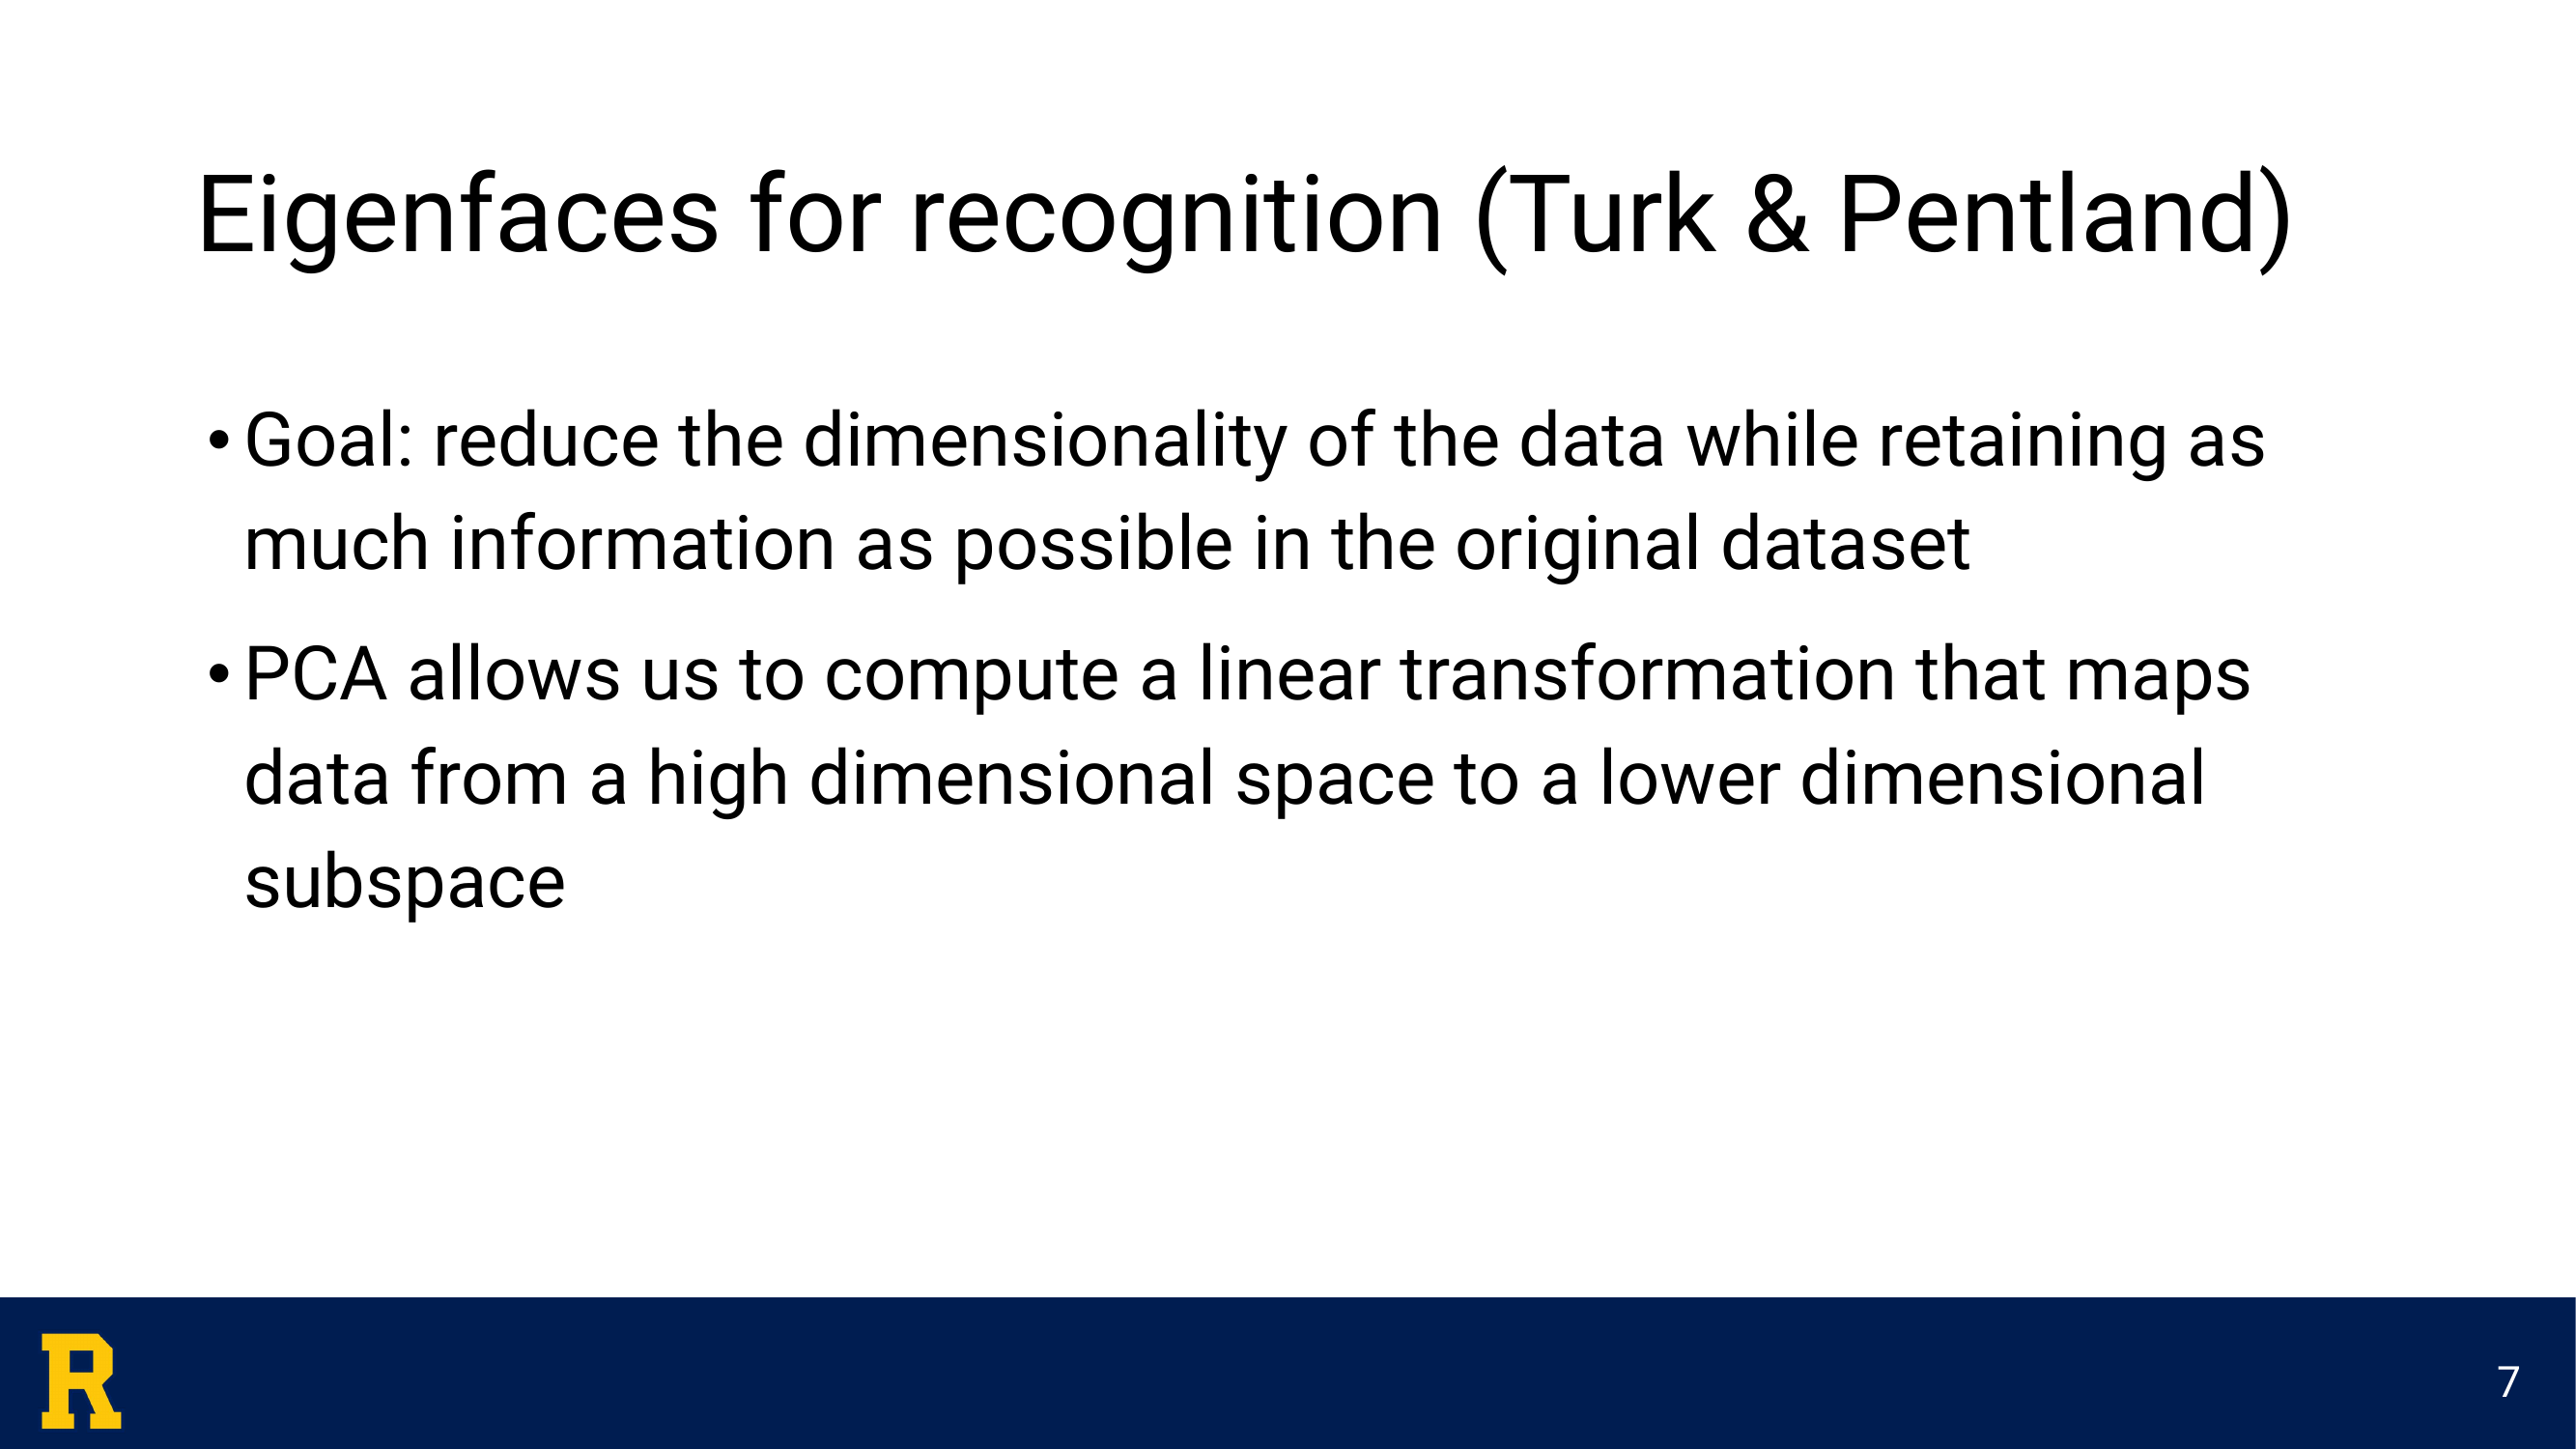 Eigenfaces for recognition (Turk & Pentland)
• Goal: reduce the dimensionality of the data while retaining as
much information as possible in the original dataset
• PCA allows us to compute a linear transformation that maps
data from a high dimensional space to a lower dimensional
subspace
R
7